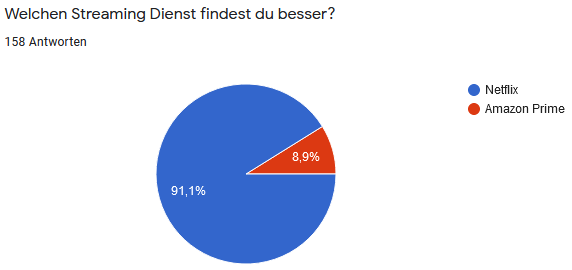 Welchen Streaming Dienst findest du besser?
158 Antworten
Netflix
Amazon Prime
8,9%
91,1%